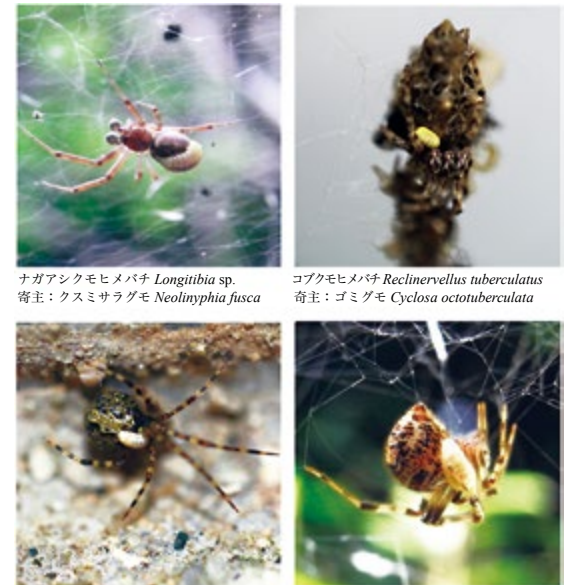 ナガアシクモヒメバチ Longitibia sp.
寄主：クスミサラグモ Neolinyphia fusca
コブクモヒメバチ Reclinervellus tuberculatus
寄主：ゴミグモ Cyclosa octotuberculata